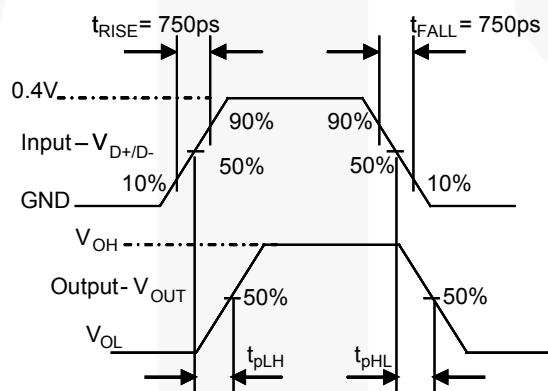 tRISE= 750ps tFALL= 750ps
0.4V
90% 90%
Input – VD+/D- 50% 50%
10% 10%
GND
VOH
Output- VOUT 50% 50%
VOL
tpLH tpHL